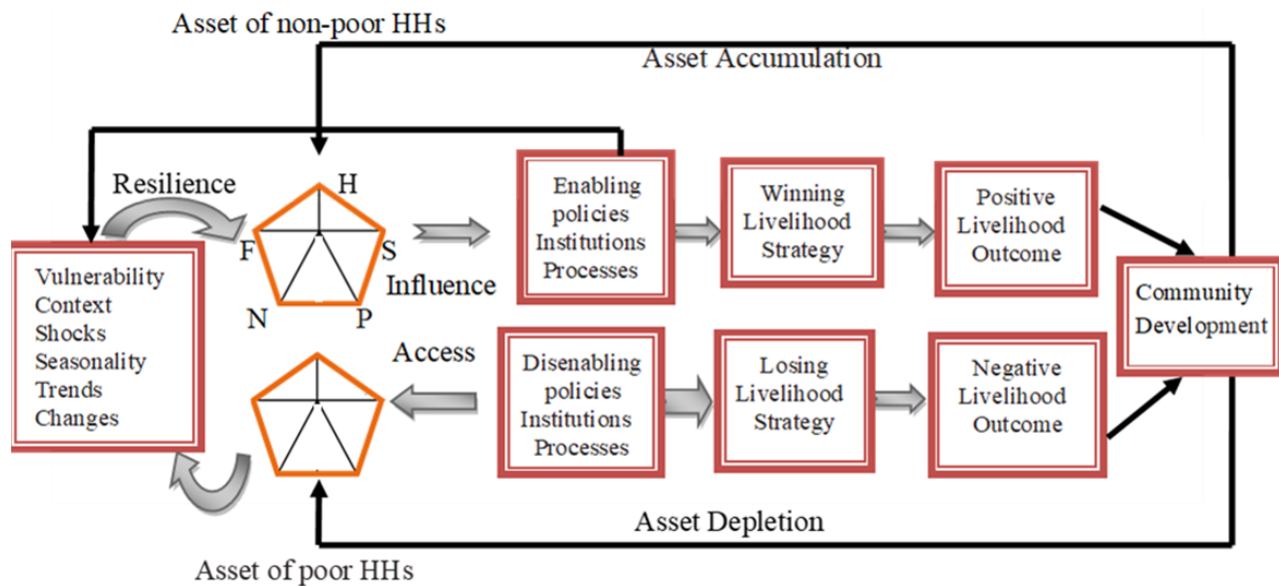 Asset of non-poor HHs
Asset Accumulation
Resilience
H
F
S
N
P
Influence
Enabling
policies
Institutions
Processes
Winning
Livelihood
Strategy
Positive
Livelihood
Outcome
Vulnerability
Context
Shocks
Seasonality
Trends
Changes
Community
Development
Access
Disenabling
policies
Institutions
Processes
Losing
Livelihood
Strategy
Negative
Livelihood
Outcome
Asset Depletion
Asset of poor HHs